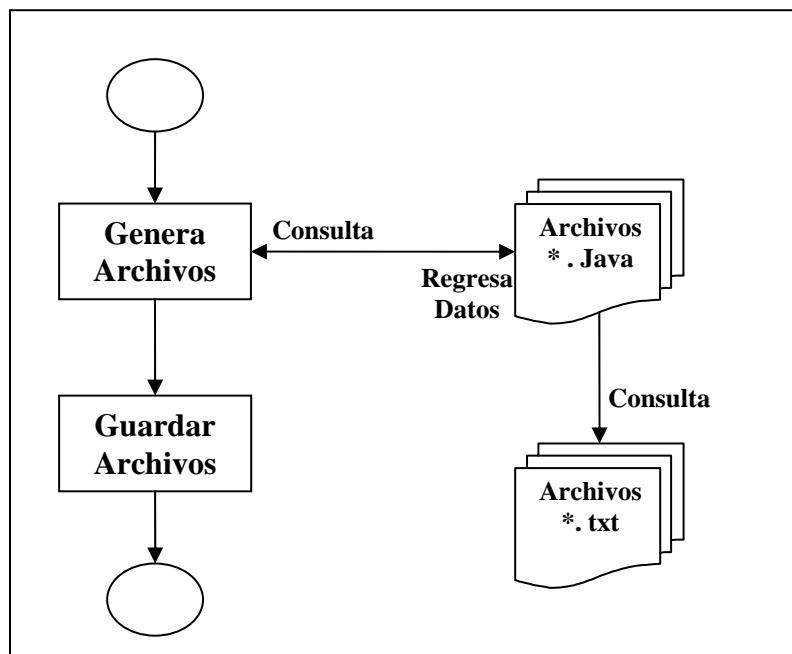 Genera
Archivos
Consulta
Regresa
Datos
Archivos
* . Java
Consulta
Guardar
Archivos
Archivos
*. txt